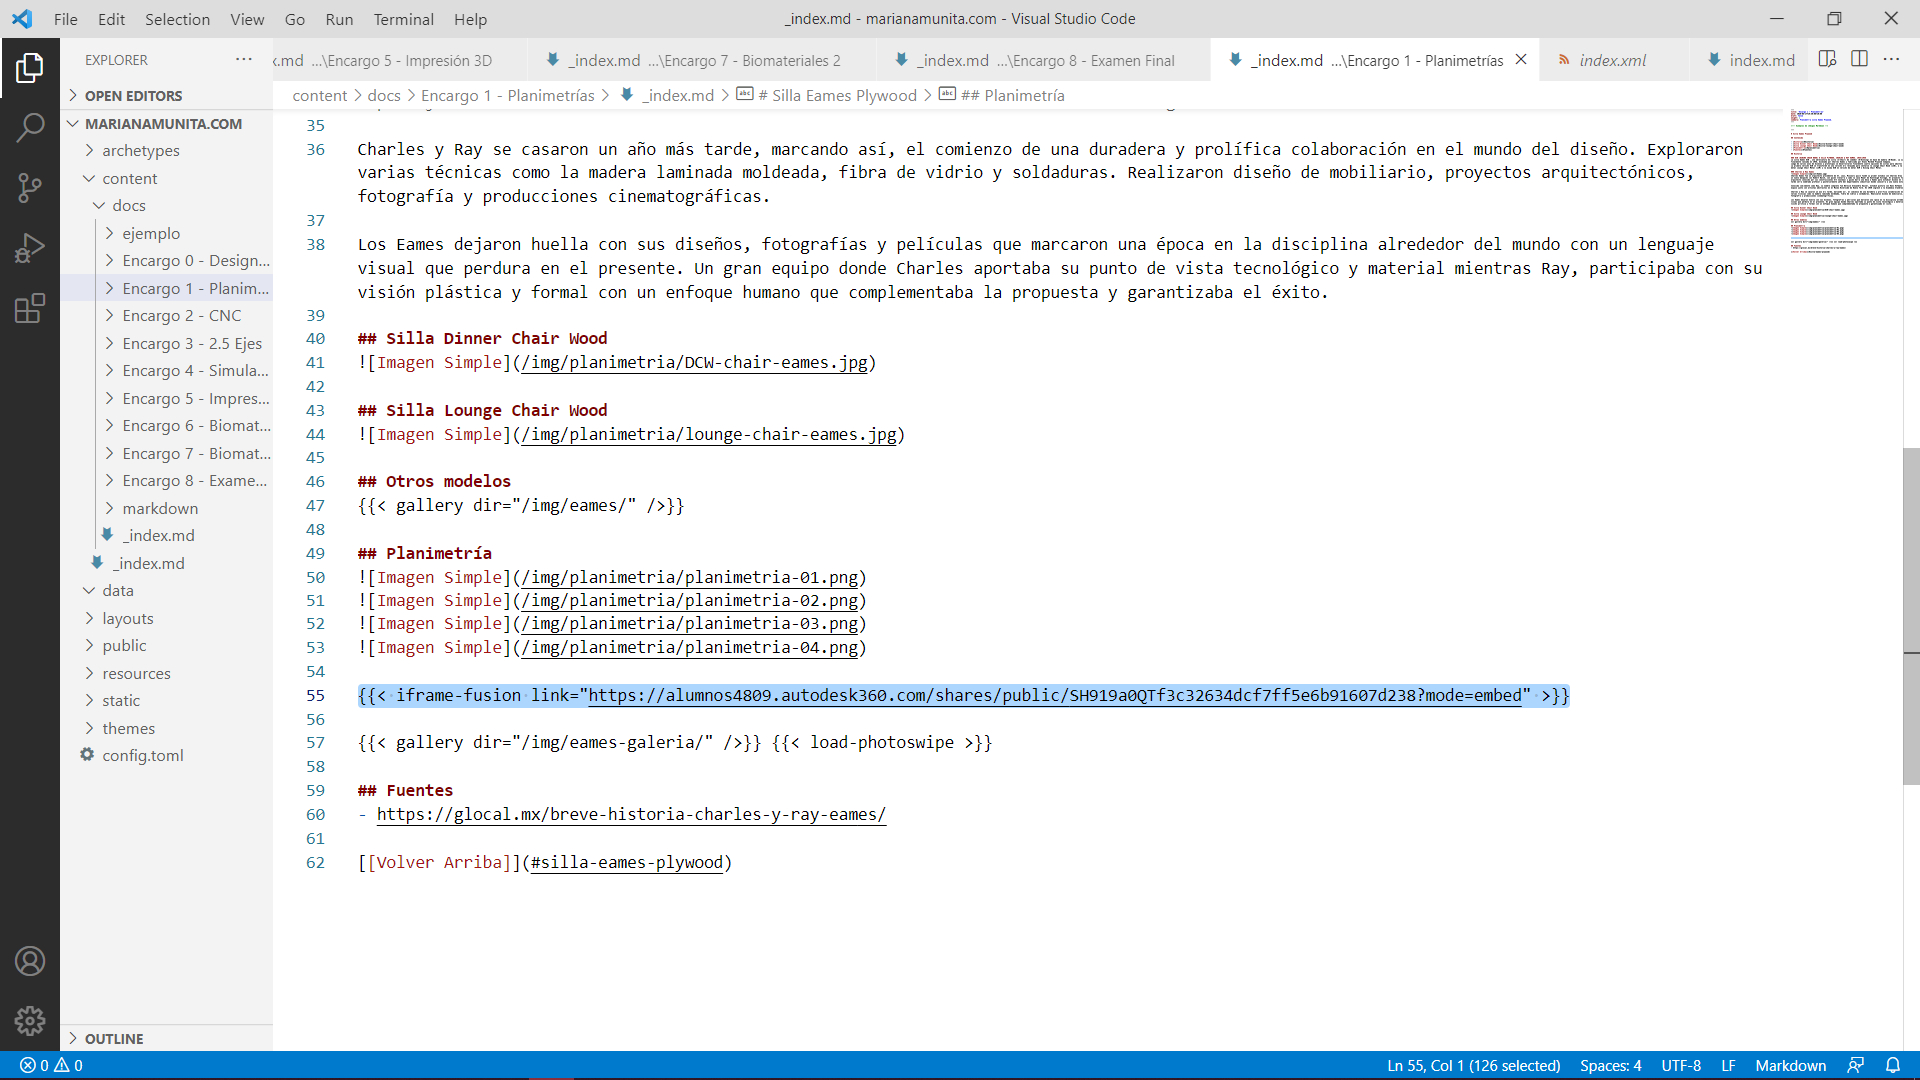 File Edit Selection View Go Run Terminal Help
_index.md - marianamunita.com - Visual Studio Code
EXPLORER
x.md ...\Encargo 5 - Impresión 3D
_index.md ...\Encargo 7 - Biomateriales 2
_index.md ...\Encargo 8 - Examen Final
_index.md ...\Encargo 1 - Planimetrías
index.xml
index.md
OPEN EDITORS
content > docs > Encargo 1 - Planimetrías > _index.md > # Silla Eames Plywood > ## Planimetría
MARIANAMUNITA.COM
archetypes
content
docs
ejemplo
Encargo 0 - Design...
Encargo 1 - Planim...
Encargo 2 - CNC
Encargo 3 - 2.5 Ejes
Encargo 4 - Simula...
Encargo 5 - Impres...
Encargo 6 - Biomat...
Encargo 7 - Biomat...
Encargo 8 - Exame...
markdown
_index.md
_index.md
data
layouts
public
resources
static
themes
config.toml
OUTLINE
35
36 Charles y Ray se casaron un año más tarde, marcando así, el comienzo de una duradera y prolífica colaboración en el mundo del diseño. Exploraron
varias técnicas como la madera laminada moldeada, fibra de vidrio y soldaduras. Realizaron diseño de mobiliario, proyectos arquitectónicos,
fotografía y producciones cinematográficas.
37
38 Los Eames dejaron huella con sus diseños, fotografías y películas que marcaron una época en la disciplina alrededor del mundo con un lenguaje
visual que perdura en el presente. Un gran equipo donde Charles aportaba su punto de vista tecnológico y material mientras Ray, participaba con su
visión plástica y formal con un enfoque humano que complementaba la propuesta y garantizaba el éxito.
39
40 ## Silla Dinner Chair Wood
41 ![Imagen Simple](/img/planimetria/DCW-chair-eames.jpg)
42
43 ## Silla Lounge Chair Wood
44 ![Imagen Simple](/img/planimetria/lounge-chair-eames.jpg)
45
46 ## Otros modelos
47 {{< gallery dir="/img/eames/" />}}
48
49 ## Planimetría
50 ![Imagen Simple](/img/planimetria/planimetria-01.png)
51 ![Imagen Simple](/img/planimetria/planimetria-02.png)
52 ![Imagen Simple](/img/planimetria/planimetria-03.png)
53 ![Imagen Simple](/img/planimetria/planimetria-04.png)
54
55 {{< iframe-fusion link="https://alumnos4809.autodesk360.com/shares/public/SH919a0QTf3c32634dcf7ff5e6b91607d238?mode=embed" >}}
56
57 {{< gallery dir="/img/eames-galeria/" />}} {{< load-photoswipe >}}
58
59 ## Fuentes
60 - https://glocal.mx/breve-historia-charles-y-ray-eames/
61
62 [[Volver Arriba]](#silla-eames-plywood)
0 0
Ln 55, Col 1 (126 selected) Spaces: 4 UTF-8 LF Markdown